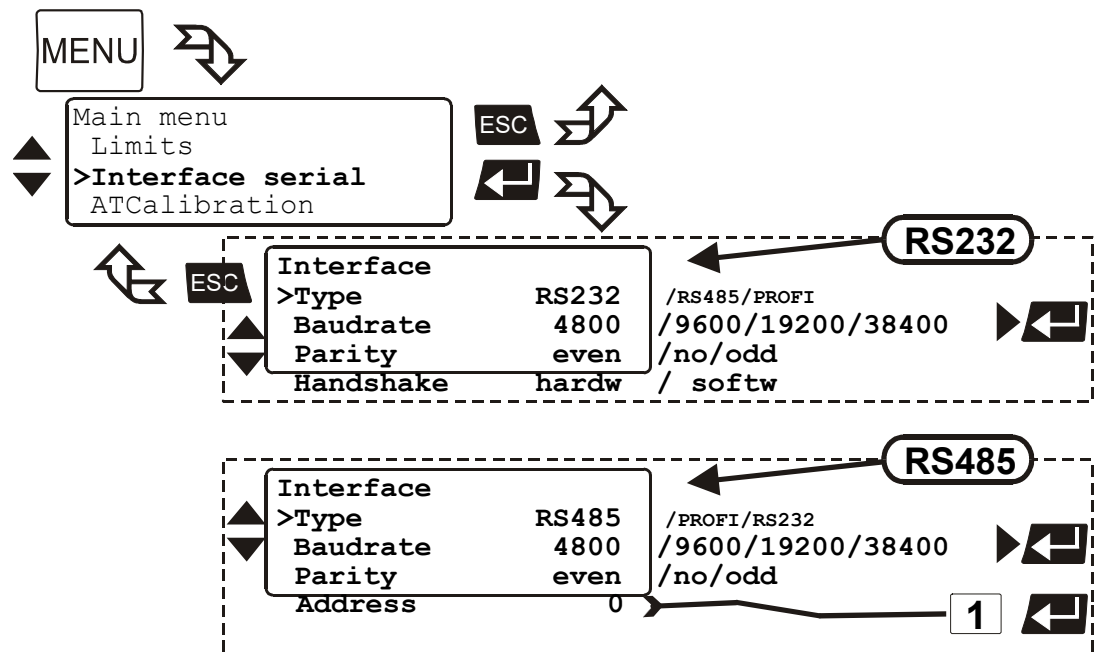 MENU
Main menu
Limits
>Interface serial
ATCalibration
ESC
ESC
RS232
Interface
>Type RS232 /RS485/PROFI
Baudrate 4800 /9600/19200/38400
Parity even /no/odd
Handshake hardw / softw
RS485
Interface
>Type RS485 /PROFI/RS232
Baudrate 4800 /9600/19200/38400
Parity even /no/odd
Address 0 1